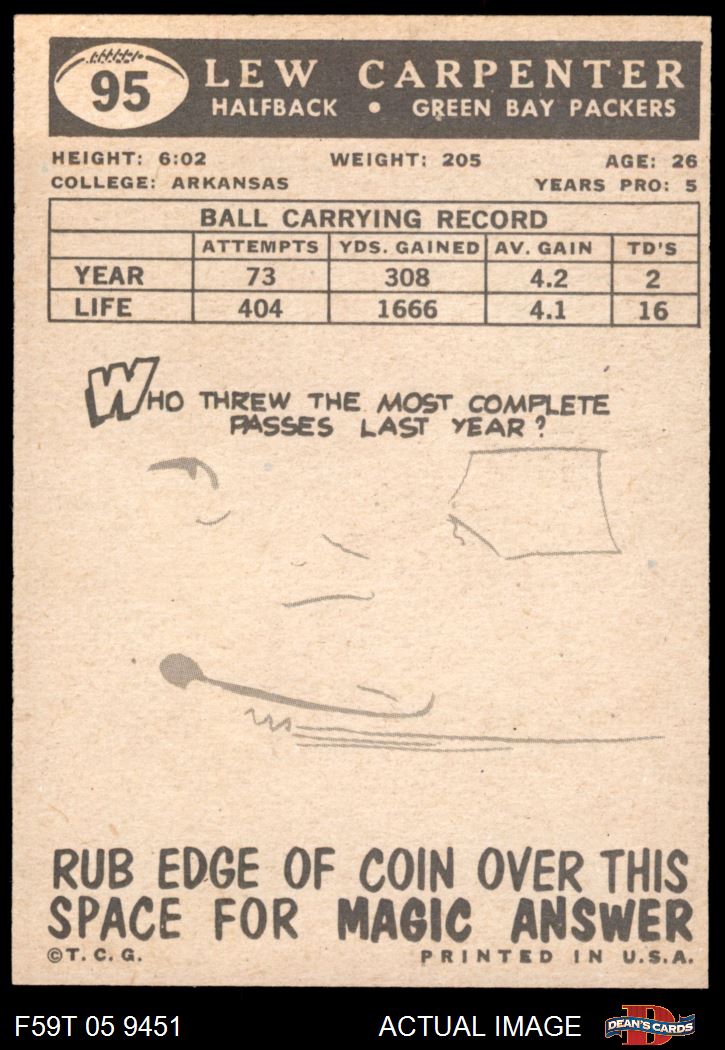 95
LEW CARPENTER
HALFBACK • GREEN BAY PACKERS
HEIGHT: 6:02 WEIGHT: 205 AGE: 26
COLLEGE: ARKANSAS YEARS PRO: 5
BALL CARRYING RECORD
ATTEMPTS YDS. GAINED AV. GAIN TD'S
YEAR 73 308 4.2 2
LIFE 404 1666 4.1 16
WHO THREW THE MOST COMPLETE
PASSES LAST YEAR?
RUB EDGE OF COIN OVER THIS
SPACE FOR MAGIC ANSWER
©T.C.G. PRINTED IN U.S.A.
F59T 05 9451 ACTUAL IMAGE DEAN'S CARDS